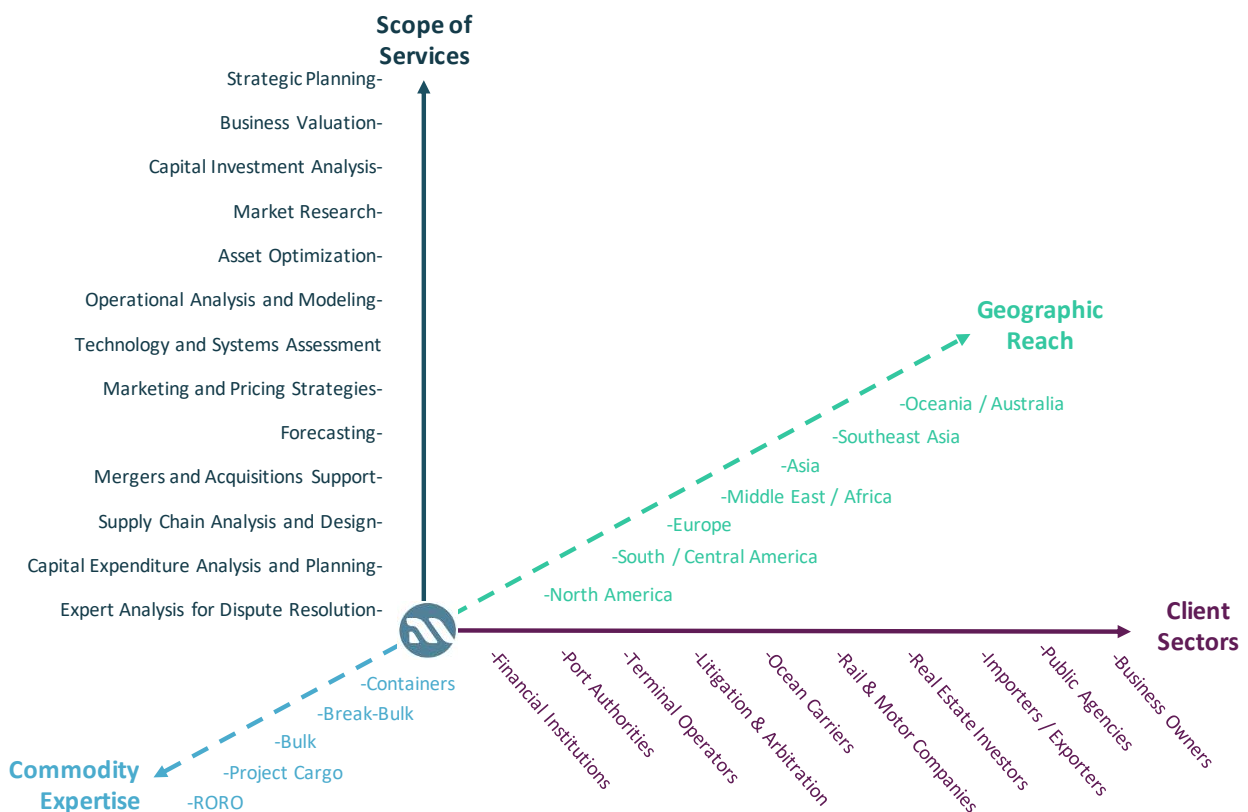 Scope of
Services
Strategic Planning-
Business Valuation-
Capital Investment Analysis-
Market Research-
Asset Optimization-
Operational Analysis and Modeling-
Technology and Systems Assessment
Marketing and Pricing Strategies-
Forecasting-
Mergers and Acquisitions Support-
Supply Chain Analysis and Design-
Capital Expenditure Analysis and Planning-
Expert Analysis for Dispute Resolution-
Geographic
Reach
-Oceania / Australia
-Southeast Asia
-Asia
-Middle East / Africa
-Europe
-South / Central America
-North America
Client
Sectors
-Financial Institutions
-Port Authorities
-Terminal Operators
-Litigation & Arbitration
-Ocean Carriers
-Rail & Motor Companies
-Real Estate Investors
-Importers / Exporters
-Public Agencies
-Business Owners
-Containers
-Break-Bulk
-Bulk
-Project Cargo
-RORO
Commodity
Expertise